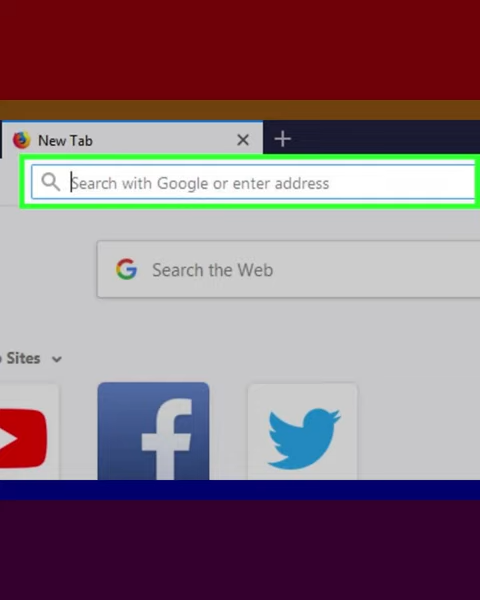 New Tab
Search with Google or enter address
Search the Web
Sites